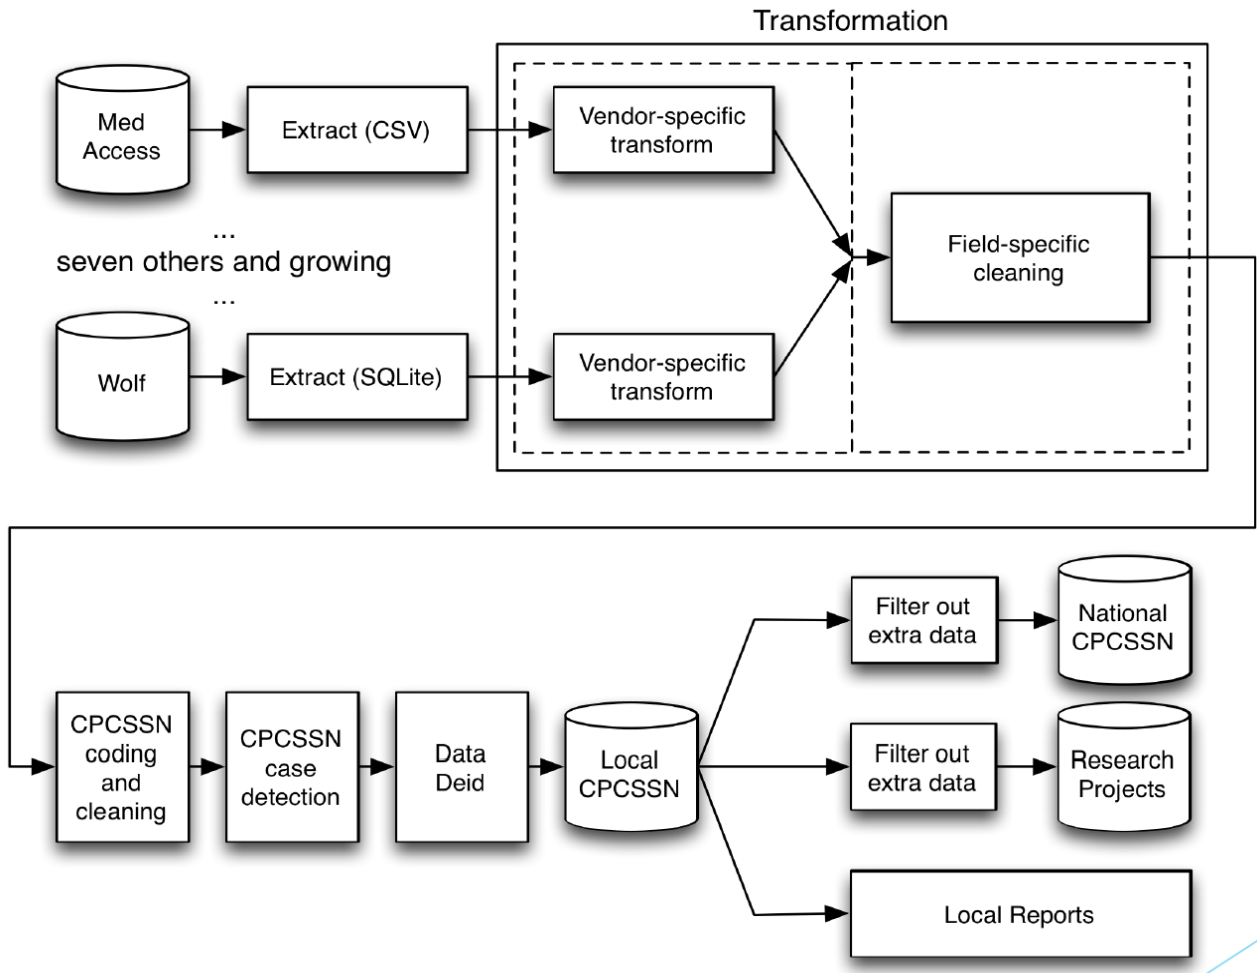 Transformation
Med
Access
Extract (CSV)
Vendor-specific
transform
...
seven others and growing
...
Field-specific
cleaning
Wolf
Extract (SQLite)
Vendor-specific
transform
CPCSSN
coding
and
cleaning
CPCSSN
case
detection
Data
Deid
Local
CPCSSN
Filter out
extra data
National
CPCSSN
Filter out
extra data
Research
Projects
Local Reports